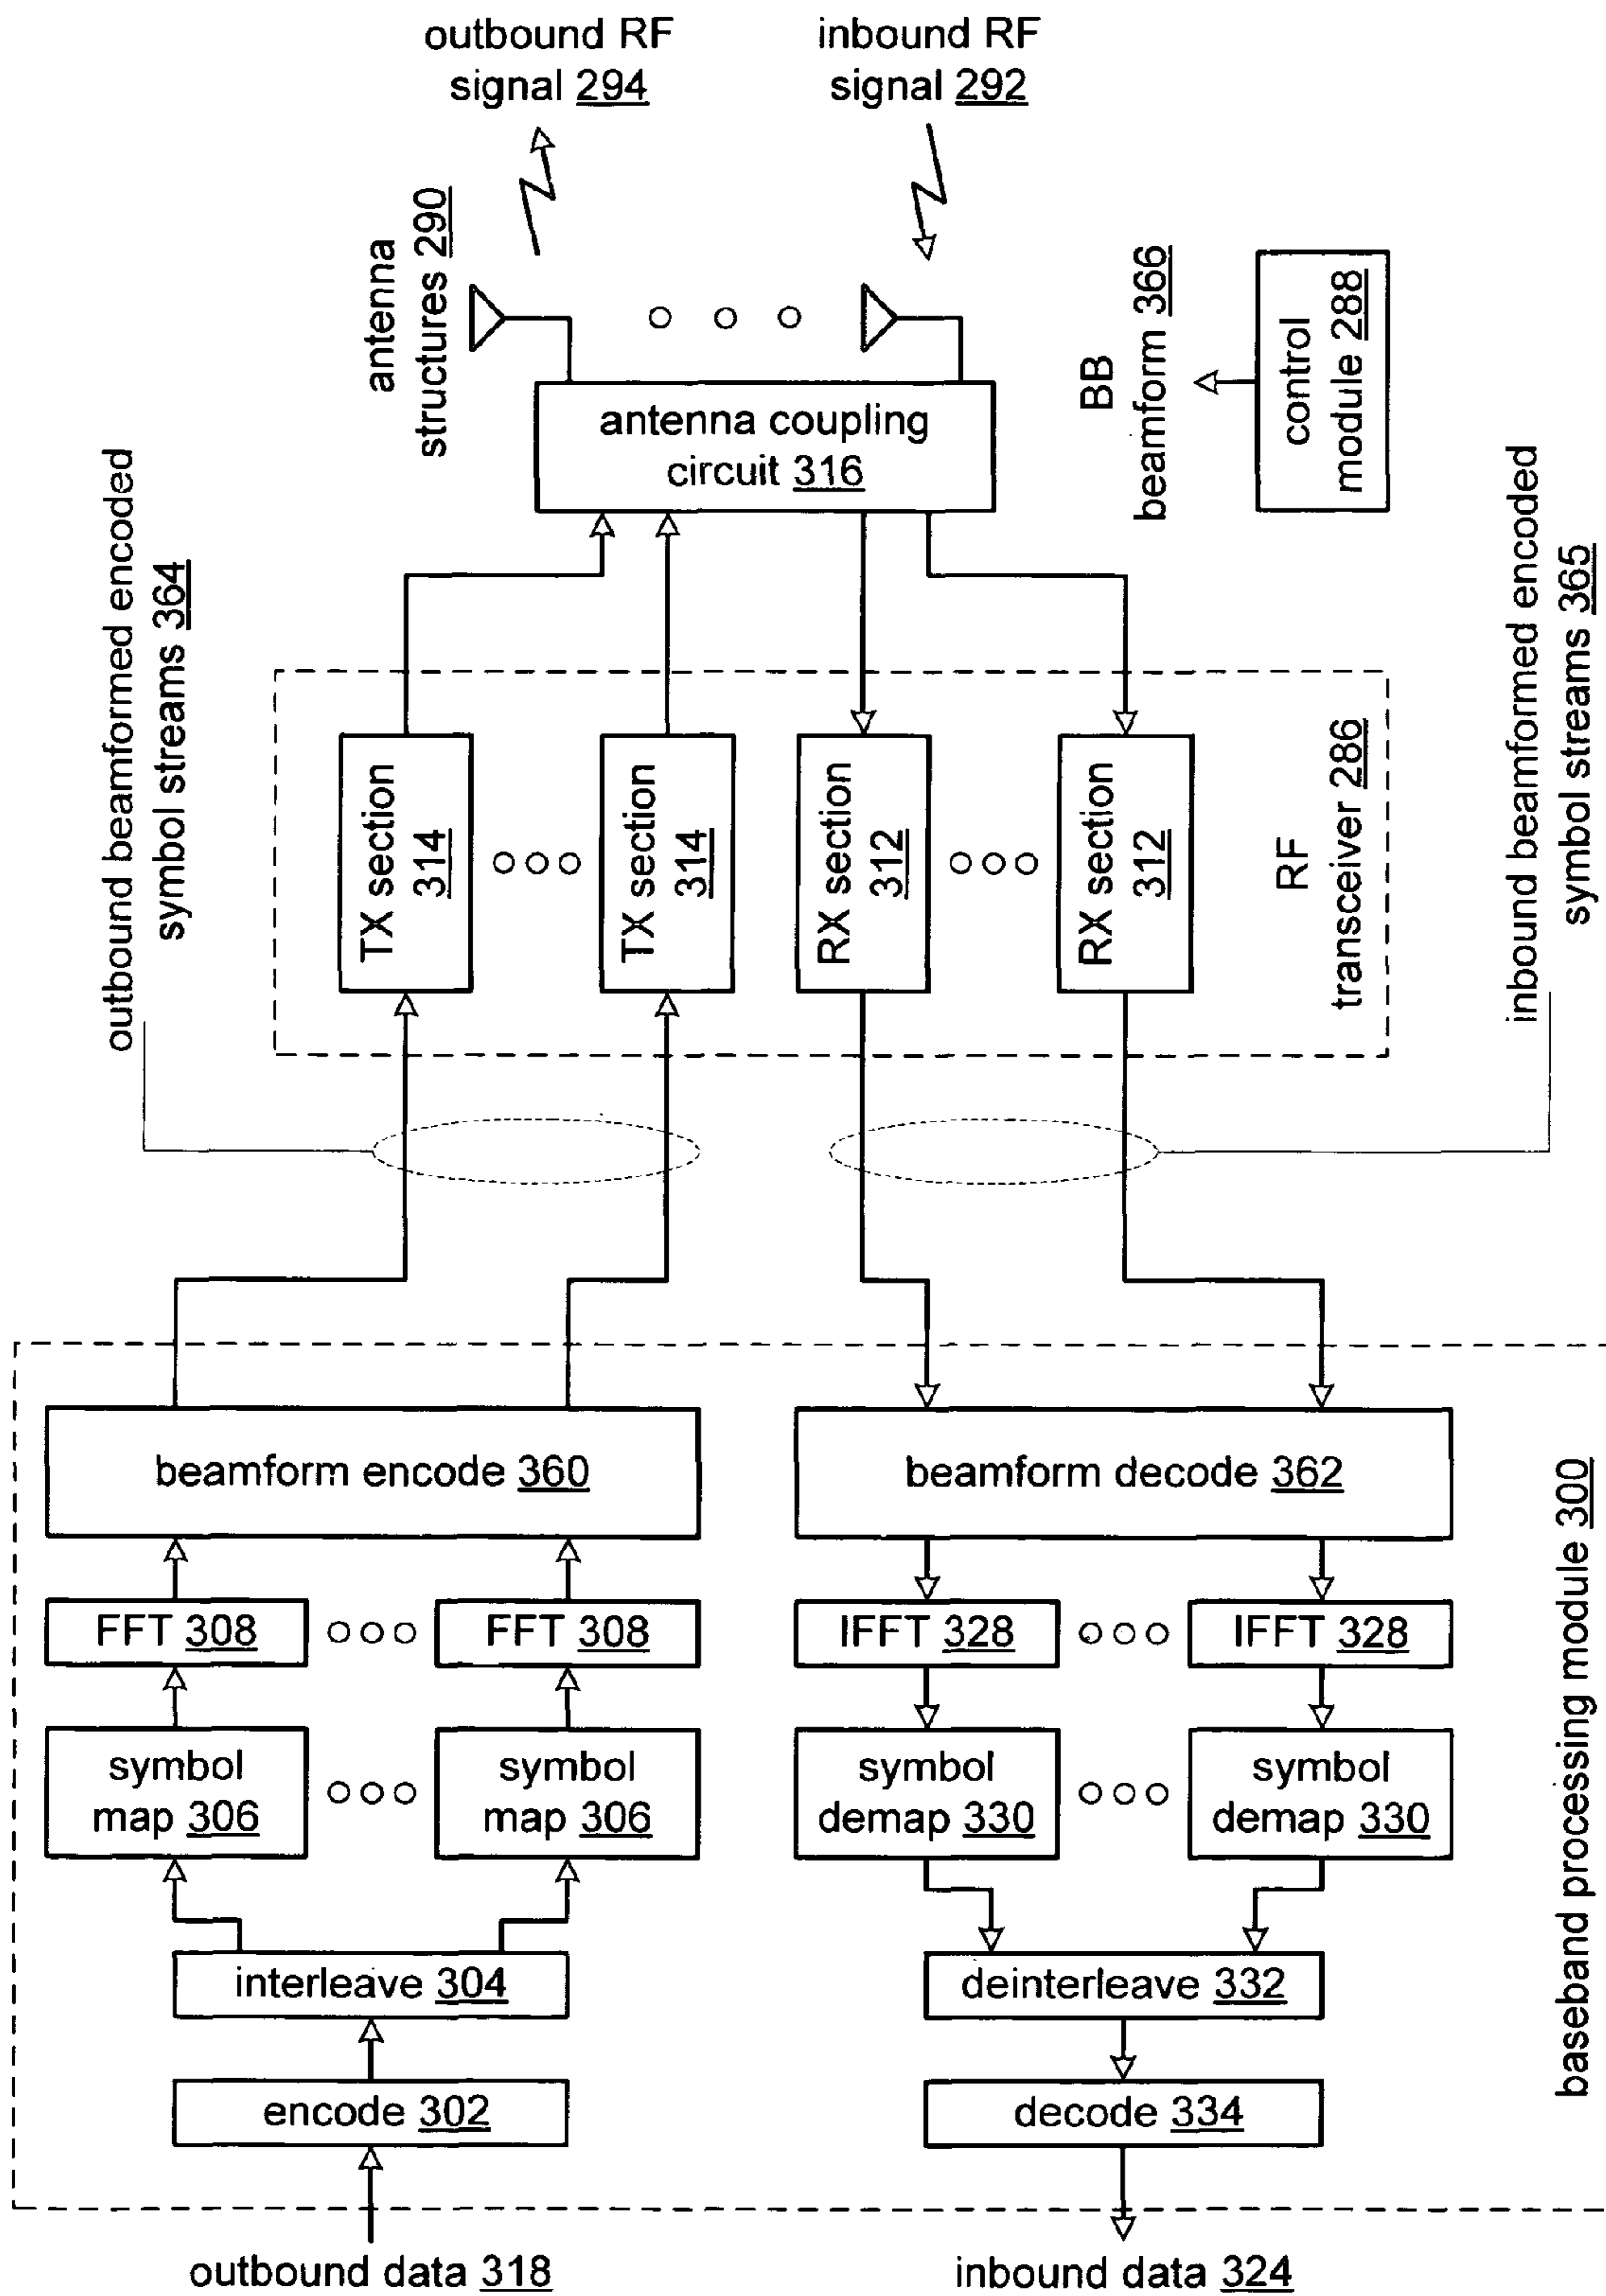 outbound RF
signal 294
inbound RF
signal 292
antenna
structures 290
antenna coupling
circuit 316
BB
beamform 366
control
module 288
outbound beamformed encoded
symbol streams 364
TX section
314
TX section
314
RX section
312
RX section
312
RF
transceiver 286
inbound beamformed encoded
symbol streams 365
beamform encode 360
beamform decode 362
FFT 308
FFT 308
IFFT 328
IFFT 328
symbol
map 306
symbol
map 306
symbol
demap 330
symbol
demap 330
interleave 304
deinterleave 332
encode 302
decode 334
baseband processing module 300
outbound data 318
inbound data 324